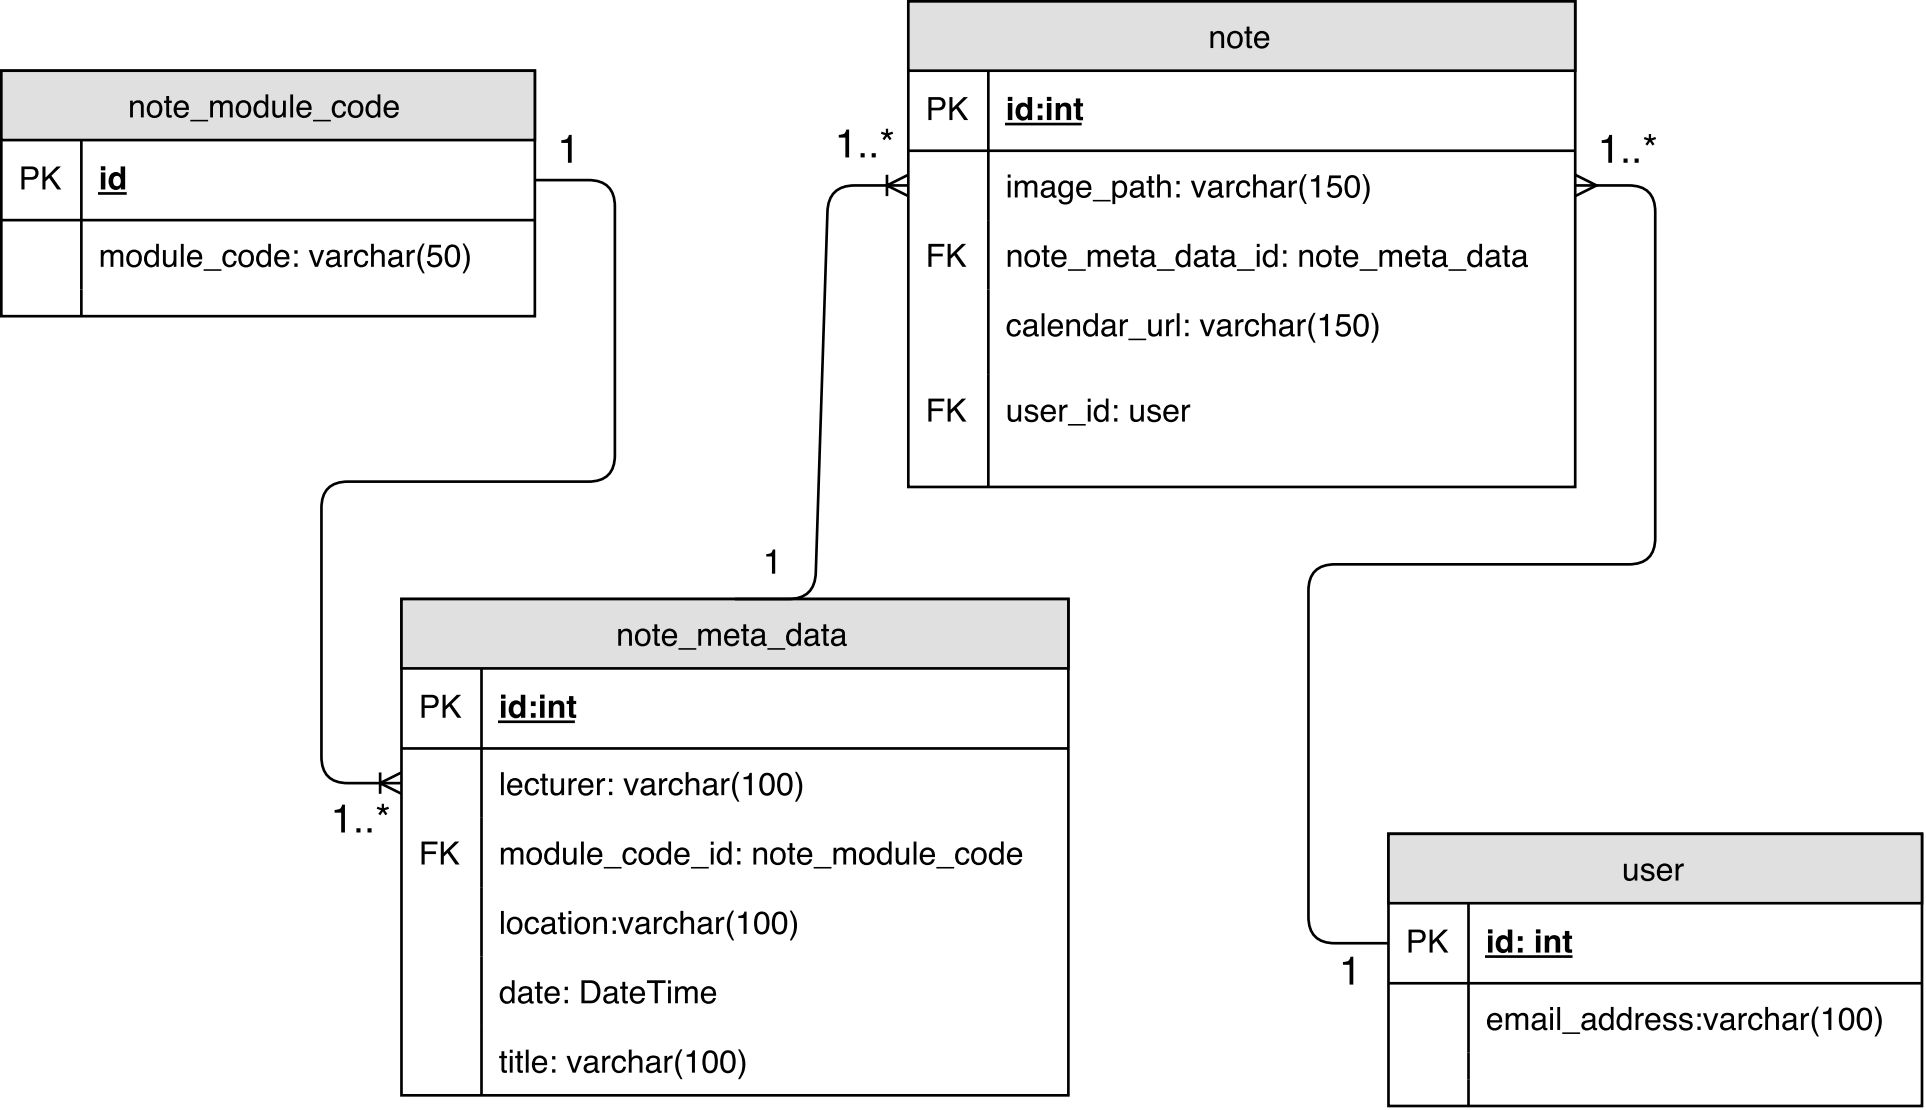 note_module_code
PK id
module_code: varchar(50)
1
1..*
note
PK id:int
image_path: varchar(150)
FK note_meta_data_id: note_meta_data
calendar_url: varchar(150)
FK user_id: user
1..*
1..*
1
note_meta_data
PK id:int
lecturer: varchar(100)
FK module_code_id: note_module_code
location:varchar(100)
date: DateTime
title: varchar(100)
user
PK id: int
email_address:varchar(100)
1